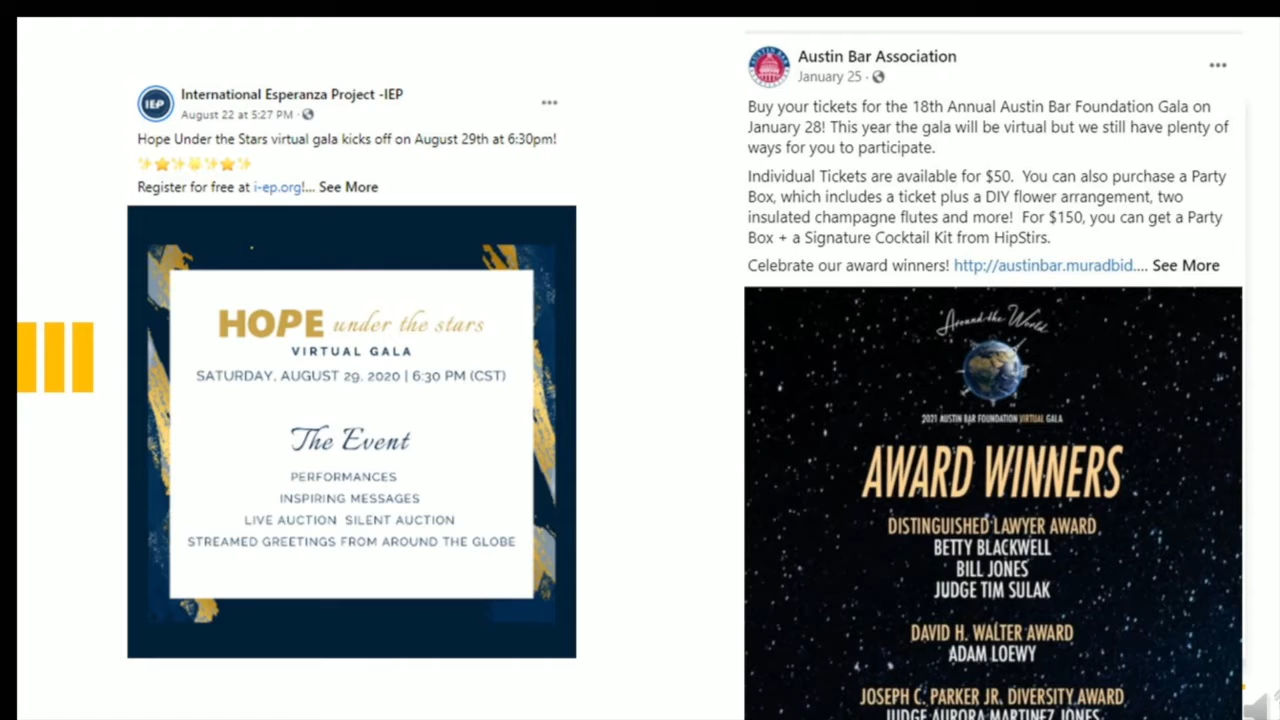 IEP
International Esperanza Project -IEP
August 22 at 5:27 PM ·
Hope Under the Stars virtual gala kicks off on August 29th at 6:30pm!
Register for free at i-ep.org!... See More
HOPE under the stars
VIRTUAL GALA
SATURDAY, AUGUST 29, 2020 | 6:30 PM (CST)
The Event
PERFORMANCES
INSPIRING MESSAGES
LIVE AUCTION SILENT AUCTION
STREAMED GREETINGS FROM AROUND THE GLOBE
AUSTIN BAR
Austin Bar Association
January 25 ·
Buy your tickets for the 18th Annual Austin Bar Foundation Gala on
January 28! This year the gala will be virtual but we still have plenty of
ways for you to participate.
Individual Tickets are available for $50. You can also purchase a Party
Box, which includes a ticket plus a DIY flower arrangement, two
insulated champagne flutes and more! For $150, you can get a Party
Box + a Signature Cocktail Kit from HipStirs.
Celebrate our award winners! http://austinbar.muradbid.... See More
Around the World
2021 AUSTIN BAR FOUNDATION VIRTUAL GALA
AWARD WINNERS
DISTINGUISHED LAWYER AWARD
BETTY BLACKWELL
BILL JONES
JUDGE TIM SULAK
DAVID H. WALTER AWARD
ADAM LOEWY
JOSEPH C. PARKER JR. DIVERSITY AWARD
JUDGE AURORA MARTINEZ JONES